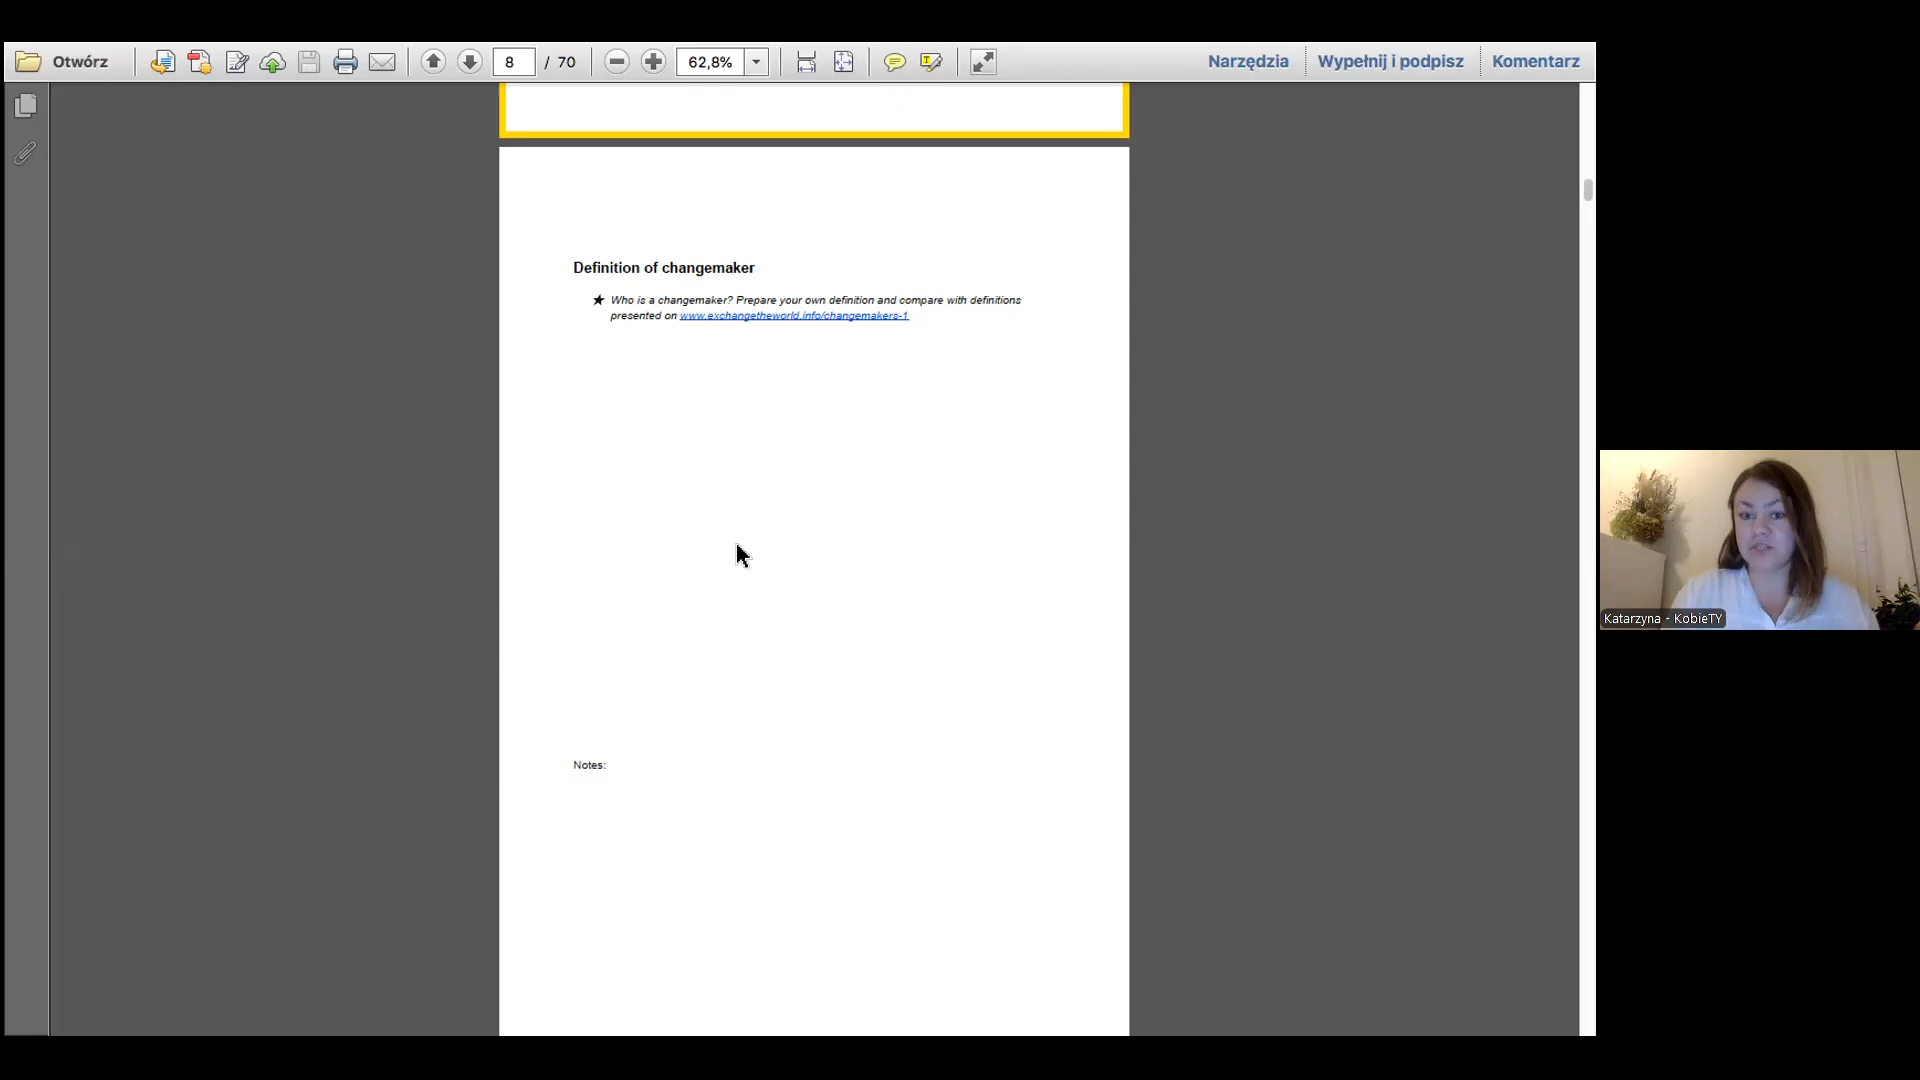 Otwórz
8 / 70
62,8%
Narzędzia
Wypełnij i podpisz
Komentarz
Definition of changemaker
★ Who is a changemaker? Prepare your own definition and compare with definitions
presented on www.exchangetheworld.info/changemakers-1.
Notes:
Katarzyna - KobieTY